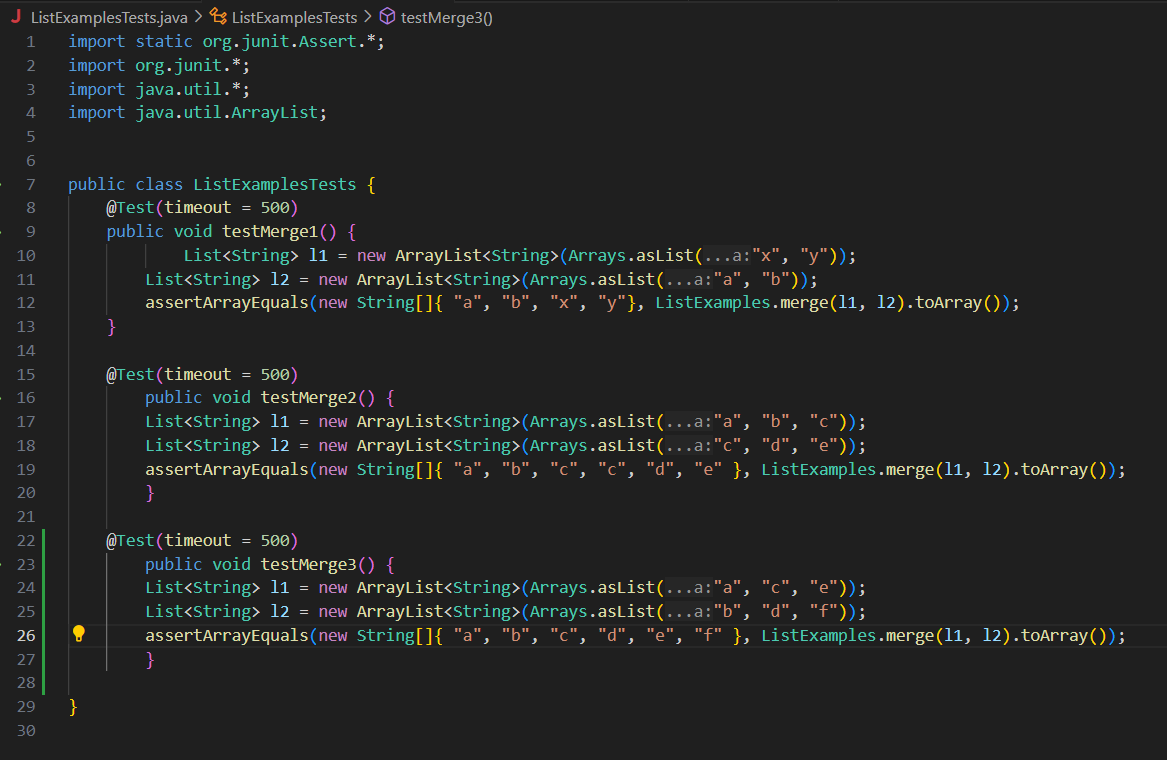 J ListExamplesTests.java > ListExamplesTests > testMerge3()
1 import static org.junit.Assert.*;
2 import org.junit.*;
3 import java.util.*;
4 import java.util.ArrayList;
5
6
7 public class ListExamplesTests {
8 @Test(timeout = 500)
9 public void testMerge1() {
10 List<String> l1 = new ArrayList<String>(Arrays.asList(...a:"x", "y"));
11 List<String> l2 = new ArrayList<String>(Arrays.asList(...a:"a", "b"));
12 assertArrayEquals(new String[]{ "a", "b", "x", "y"}, ListExamples.merge(l1, l2).toArray());
13 }
14
15 @Test(timeout = 500)
16 public void testMerge2() {
17 List<String> l1 = new ArrayList<String>(Arrays.asList(...a:"a", "b", "c"));
18 List<String> l2 = new ArrayList<String>(Arrays.asList(...a:"c", "d", "e"));
19 assertArrayEquals(new String[]{ "a", "b", "c", "c", "d", "e" }, ListExamples.merge(l1, l2).toArray());
20 }
21
22 @Test(timeout = 500)
23 public void testMerge3() {
24 List<String> l1 = new ArrayList<String>(Arrays.asList(...a:"a", "c", "e"));
25 List<String> l2 = new ArrayList<String>(Arrays.asList(...a:"b", "d", "f"));
26 assertArrayEquals(new String[]{ "a", "b", "c", "d", "e", "f" }, ListExamples.merge(l1, l2).toArray());
27 }
28
29 }
30